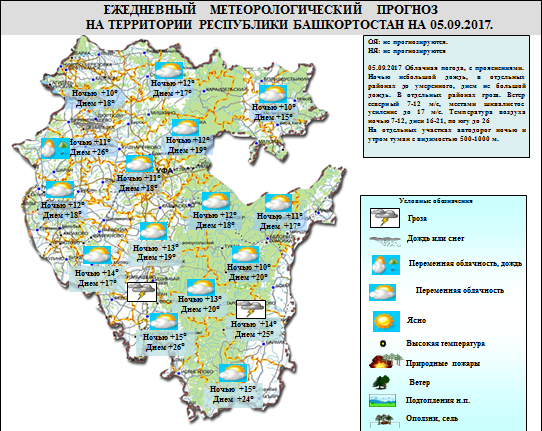 ЕЖЕДНЕВНЫЙ МЕТЕОРОЛОГИЧЕСКИЙ ПРОГНОЗ
НА ТЕРРИТОРИИ РЕСПУБЛИКИ БАШКОРТОСТАН НА 05.09.2017.
ОЯ: не прогнозируются.
НЯ: не прогнозируются
05.09.2017 Облачная погода, с прояснениями.
Ночью небольшой дождь, в отдельных
районах до умеренного, днем не большой
дождь. В отдельных районах гроза. Ветер
северный 7-12 м/с, местами шквалистое
усиление до 17 м/с. Температура воздуха
ночью 7-12, днем 16-21, по югу до 26
На отдельных участках автодорог ночью и
утром туман с видимостью 500-1000 м.
Ночью +10°
Днем +18°
Ночью +12°
Днем +17°
Ночью +10°
Днем +15°
Ночью +11°
Днем +26°
Ночью +12°
Днем +19°
Ночью +11°
Днем +18°
УФА
Ночью +12°
Днем +18°
Ночью +12°
Днем +18°
Ночью +11°
Днем +17°
Ночью +13°
Днем +19°
Ночью +14°
Днем +17°
Ночью +10°
Днем +20°
Ночью +13°
Днем +20°
Ночью +14°
Днем +25°
Ночью +15°
Днем +26°
Ночью +15°
Днем +24°
Условные обозначения
Гроза
Дождь или снег
Переменная облачность, дождь
Переменная облачность
Ясно
Высокая температура
Природные пожары
Ветер
Подтопления н.п.
Оползни, сель